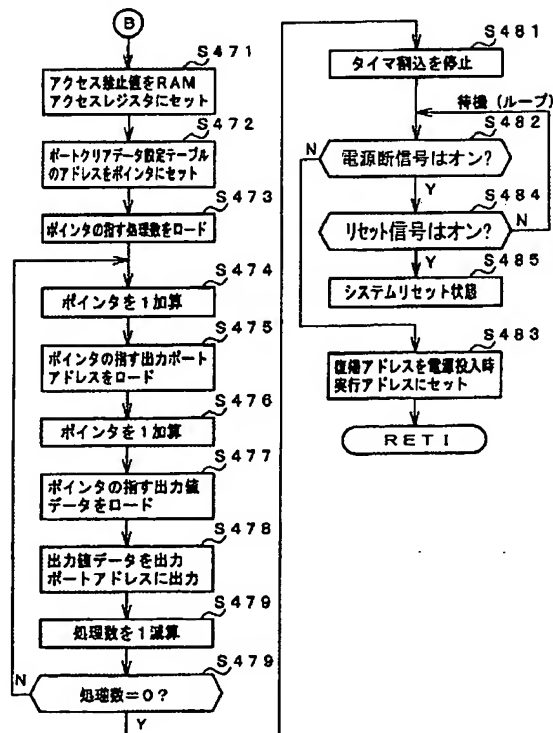 B
S471
アクセス禁止値をRAM
アクセスレジスタにセット
S472
ポートクリアデータ設定テーブル
のアドレスをポインタにセット
S473
ポインタの指す処理数をロード
S474
ポインタを1加算
S475
ポインタの指す出力ポート
アドレスをロード
S476
ポインタを1加算
S477
ポインタの指す出力値
データをロード
S478
出力値データを出力
ポートアドレスに出力
S479
処理数を1減算
S479
N
処理数=0?
Y
S481
タイマ割込を停止
待機(ループ)
S482
N
電源断信号はオン?
Y
S484
リセット信号はオン?
N
Y
S485
システムリセット状態
S483
復帰アドレスを電源投入時
実行アドレスにセット
RETI